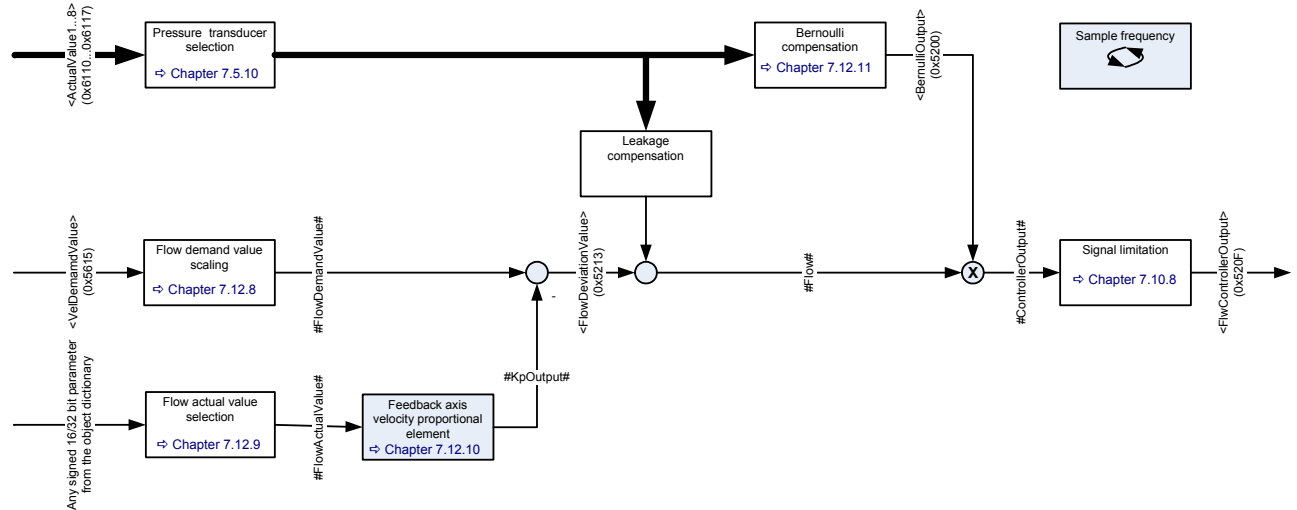 <ActualValue1...8>
(0x6110...0x6117)
Pressure transducer
selection
⇨ Chapter 7.5.10
Bernoulli
compensation
⇨ Chapter 7.12.11
<BernulliOutput>
(0x5200)
Sample frequency
Leakage
compensation
<VelDemandValue>
(0x5615)
Flow demand value
scaling
⇨ Chapter 7.12.8
#FlowDemandValue#
-
<FlowDeviationValue>
(0x5213)
#Flow#
X
#ControllerOutput#
Signal limitation
⇨ Chapter 7.10.8
<FlwControllerOutput>
(0x520F)
Any signed 16/32 bit parameter
from the object dictionary
Flow actual value
selection
⇨ Chapter 7.12.9
#FlowActualValue#
Feedback axis
velocity proportional
element
⇨ Chapter 7.12.10
#KpOutput#